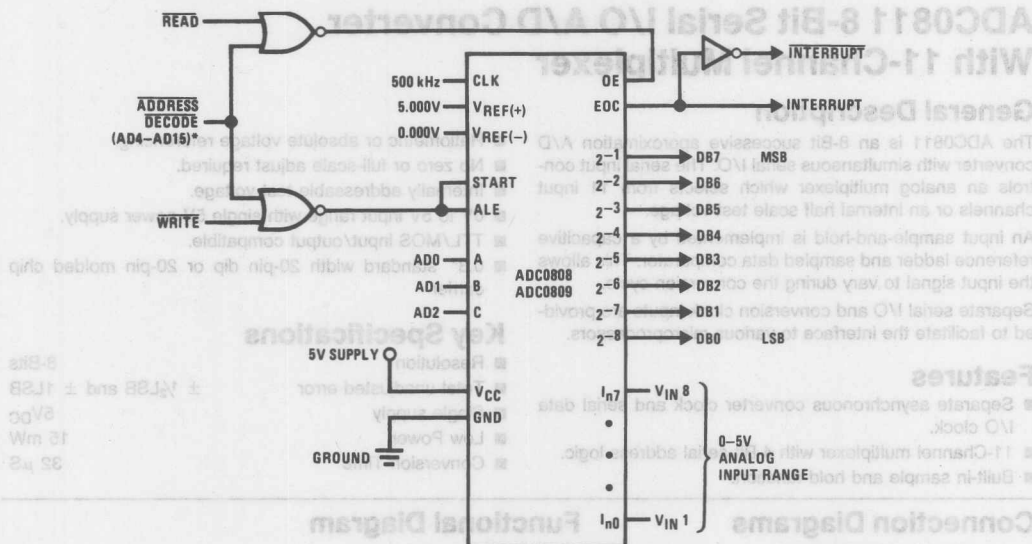 READ
ADDRESS
DECODE
(AD4–AD15)*
WRITE
500 kHz
CLK
5.000V
VREF(+)
0.000V
VREF(−)
START
ALE
AD0
A
AD1
B
AD2
C
5V SUPPLY
VCC
GND
GROUND
ADC0808
ADC0809
OE
EOC
INTERRUPT
INTERRUPT
2−1 DB7 MSB
2−2 DB6
2−3 DB5
2−4 DB4
2−5 DB3
2−6 DB2
2−7 DB1
2−8 DB0 LSB
In7 VIN 8
0–5V
ANALOG
INPUT RANGE
In0 VIN 1